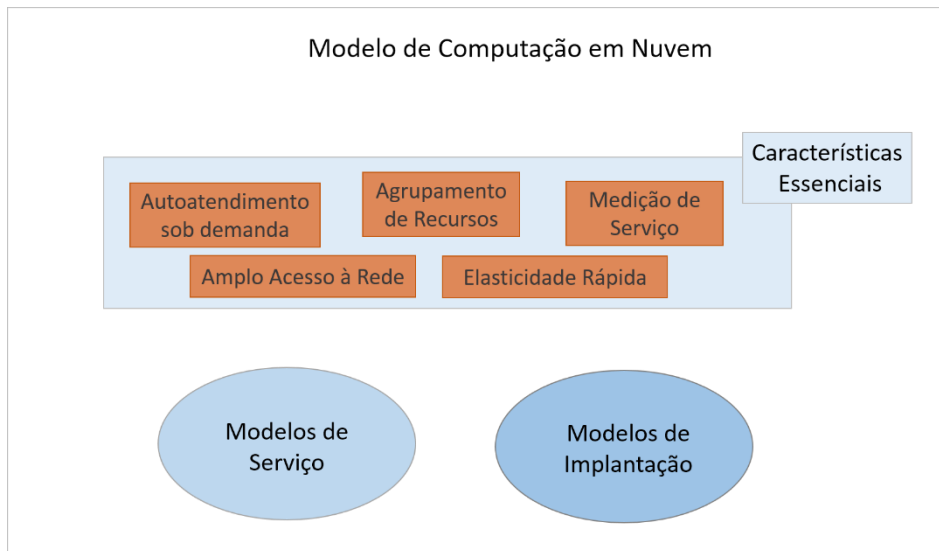 Modelo de Computação em Nuvem
Características
Essenciais
Autoatendimento
sob demanda
Agrupamento
de Recursos
Medição de
Serviço
Amplo Acesso à Rede
Elasticidade Rápida
Modelos de
Serviço
Modelos de
Implantação